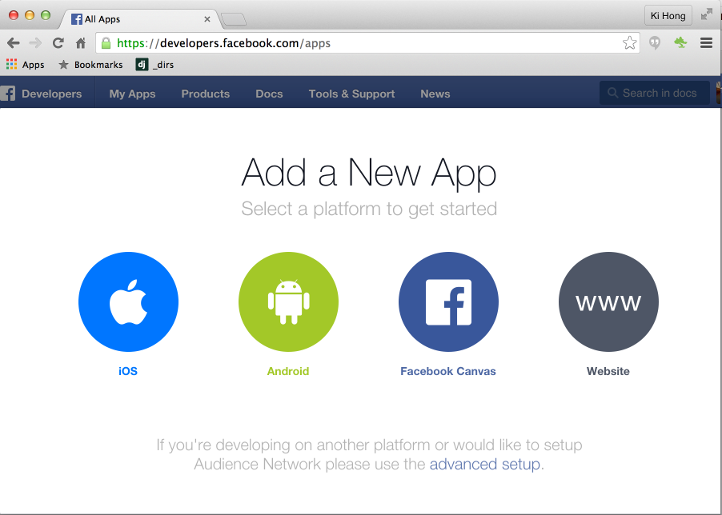 All Apps
Ki Hong
https://developers.facebook.com/apps
Apps Bookmarks dj _dirs
Developers My Apps Products Docs Tools & Support News Search in docs
Add a New App
Select a platform to get started
www
iOS Android Facebook Canvas Website
If you're developing on another platform or would like to setup
Audience Network please use the advanced setup.